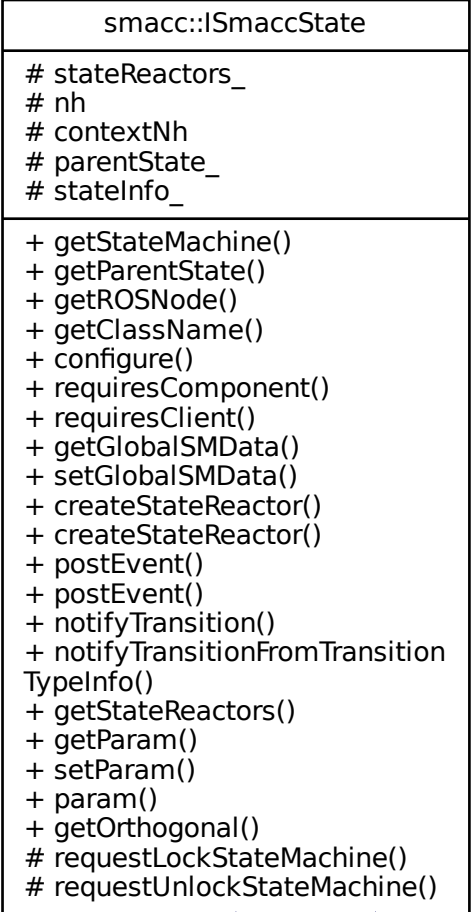 smacc::ISmaccState
# stateReactors_
# nh
# contextNh
# parentState_
# stateInfo_
+ getStateMachine()
+ getParentState()
+ getROSNode()
+ getClassName()
+ configure()
+ requiresComponent()
+ requiresClient()
+ getGlobalSMData()
+ setGlobalSMData()
+ createStateReactor()
+ createStateReactor()
+ postEvent()
+ postEvent()
+ notifyTransition()
+ notifyTransitionFromTransition
TypeInfo()
+ getStateReactors()
+ getParam()
+ setParam()
+ param()
+ getOrthogonal()
# requestLockStateMachine()
# requestUnlockStateMachine()